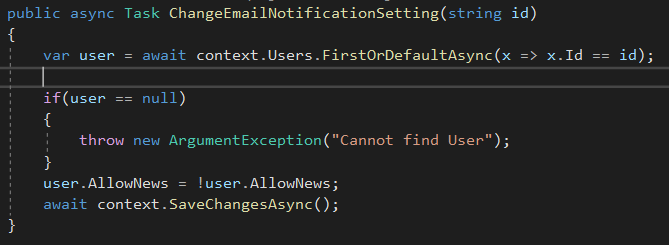 public async Task ChangeEmailNotificationSetting(string id)
{
    var user = await context.Users.FirstOrDefaultAsync(x => x.Id == id);
    if(user == null)
    {
        throw new ArgumentException("Cannot find User");
    }
    user.AllowNews = !user.AllowNews;
    await context.SaveChangesAsync();
}